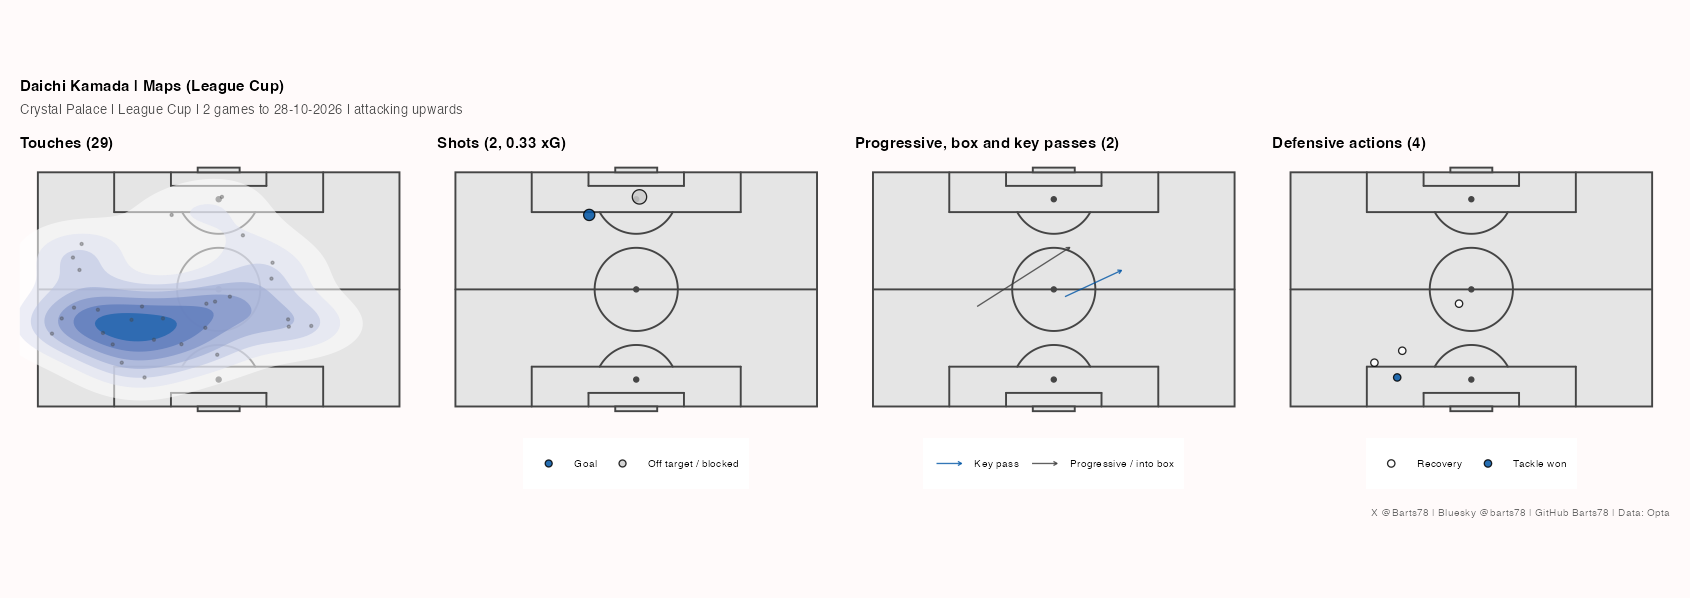 Daichi Kamada | Maps (League Cup)
Crystal Palace | League Cup | 2 games to 28-10-2026 | attacking upwards
Touches (29)
Shots (2, 0.33 xG)
Progressive, box and key passes (2)
Defensive actions (4)
Goal
Off target / blocked
Key pass
Progressive / into box
Recovery
Tackle won
X @Barts78 | Bluesky @barts78 | GitHub Barts78 | Data: Opta